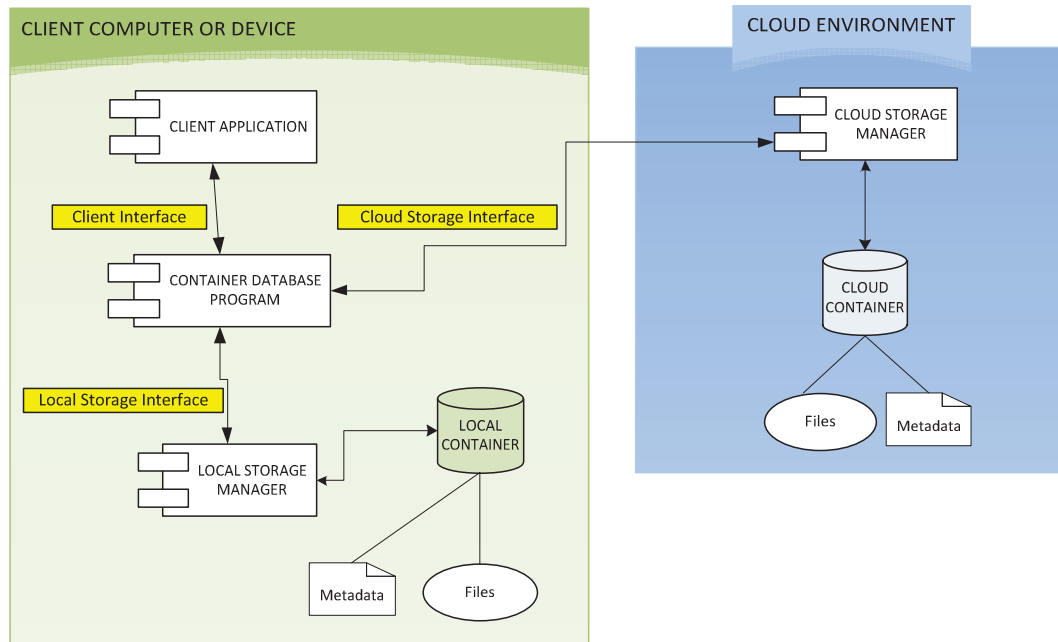 CLIENT COMPUTER OR DEVICE
CLIENT APPLICATION
Client Interface
Cloud Storage Interface
CONTAINER DATABASE
PROGRAM
Local Storage Interface
LOCAL STORAGE
MANAGER
LOCAL
CONTAINER
Metadata
Files
CLOUD ENVIRONMENT
CLOUD STORAGE
MANAGER
CLOUD
CONTAINER
Files
Metadata